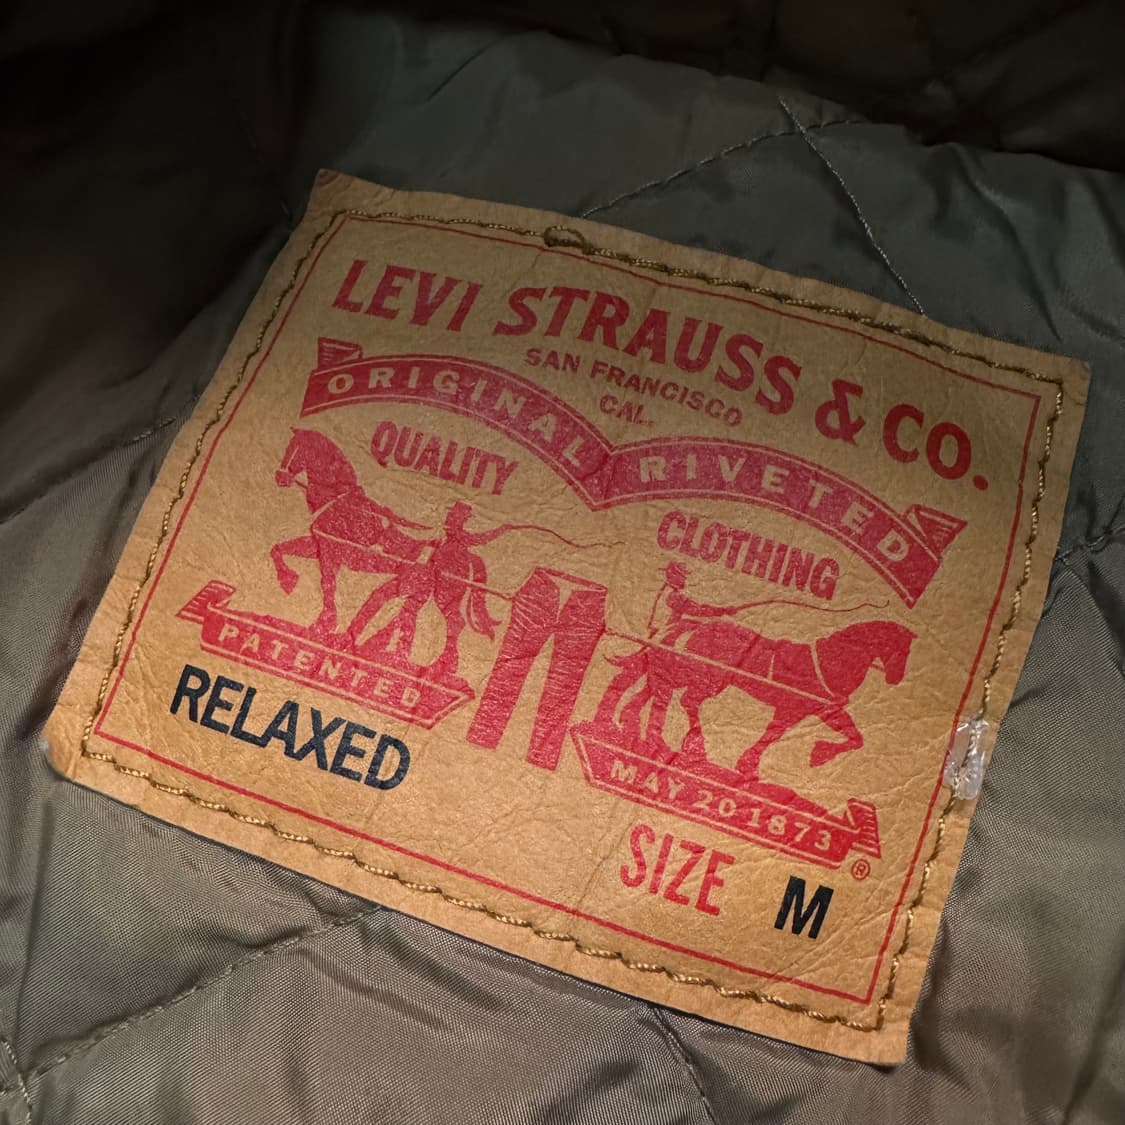 LEVI STRAUSS & CO.
SAN FRANCISCO
CAL.
ORIGINAL RIVETED
QUALITY CLOTHING
PATENTED MAY 20 1873
RELAXED
SIZE M
®